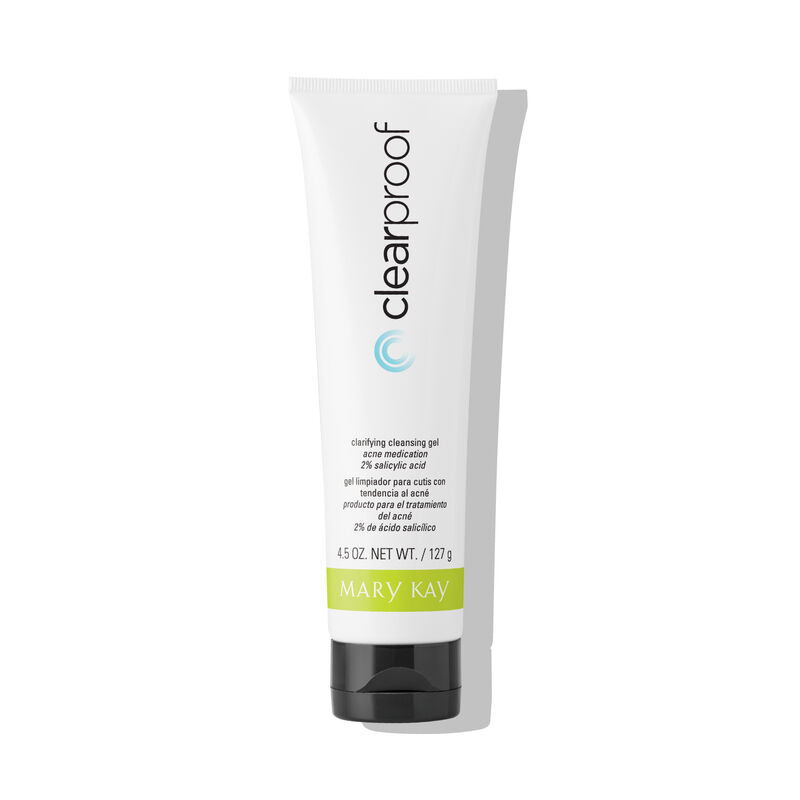 clearproof
clarifying cleansing gel
acne medication
2% salicylic acid
gel limpiador para cutis con
tendencia al acné
producto para el tratamiento
del acné
2% de ácido salicílico
4.5 OZ. NET WT. / 127 g
MARY KAY